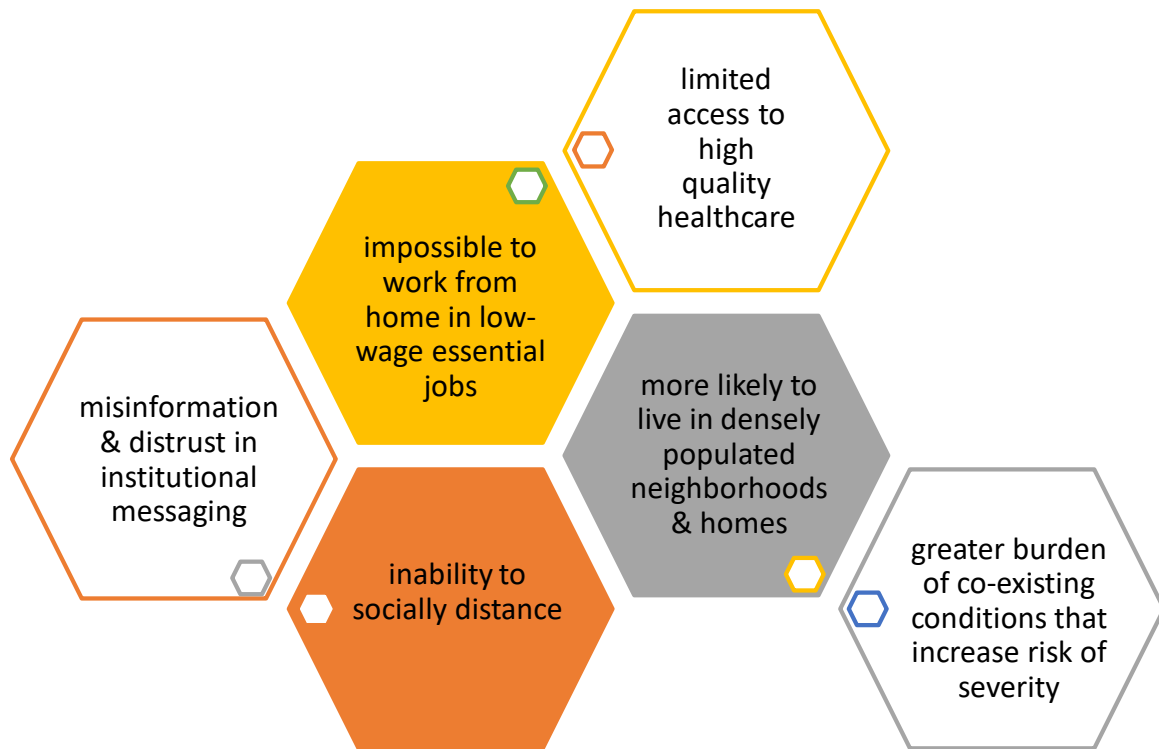 limited
access to
high
quality
healthcare
impossible to
work from
home in low-
wage essential
jobs
misinformation
& distrust in
institutional
messaging
more likely to
live in densely
populated
neighborhoods
& homes
inability to
socially distance
greater burden
of co-existing
conditions that
increase risk of
severity